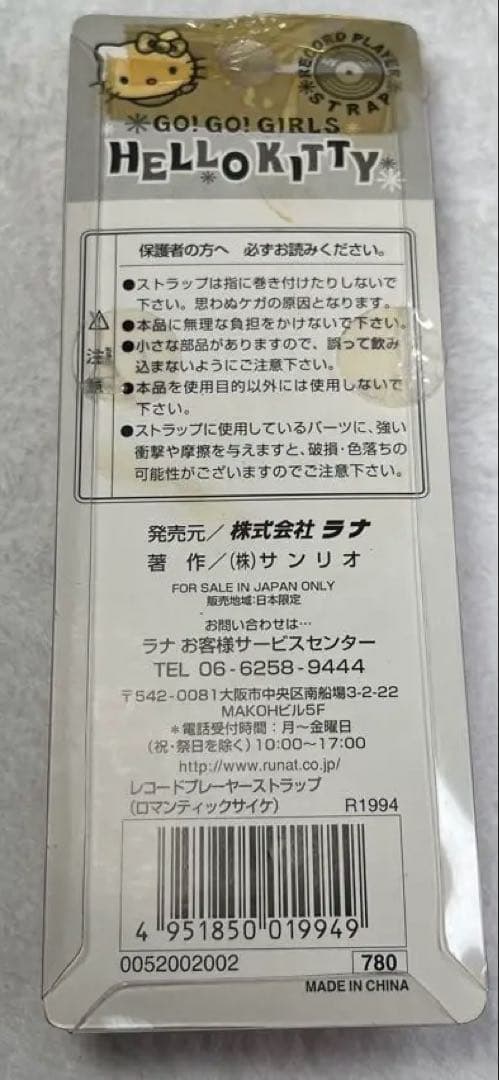 RECORD PLAYER
STRAP
GO! GO! GIRLS
HELLO KITTY
保護者の方へ 必ずお読みください。
●ストラップは指に巻き付けたりしないで
下さい。思わぬケガの原因となります。
●本品に無理な負担をかけないで下さい。
●小さな部品がありますので、誤って飲み
込まないようにご注意下さい。
●本品を使用目的以外には使用しないで
下さい。
●ストラップに使用しているパーツに、強い
衝撃や摩擦を与えますと、破損・色落ちの
可能性がございますのでご注意下さい。
注意
発売元/株式会社 ラナ
著 作/(株)サンリオ
FOR SALE IN JAPAN ONLY
販売地域:日本限定
お問い合わせは…
ラナ お客様サービスセンター
TEL 06-6258-9444
〒542-0081大阪市中央区南船場3-2-22
MAKOHビル5F
*電話受付時間:月〜金曜日
(祝・祭日を除く)10:00〜17:00
http://www.runat.co.jp/
レコードプレーヤーストラップ
(ロマンティックサイケ) R1994
4 951850 019949
0052002002 780
MADE IN CHINA